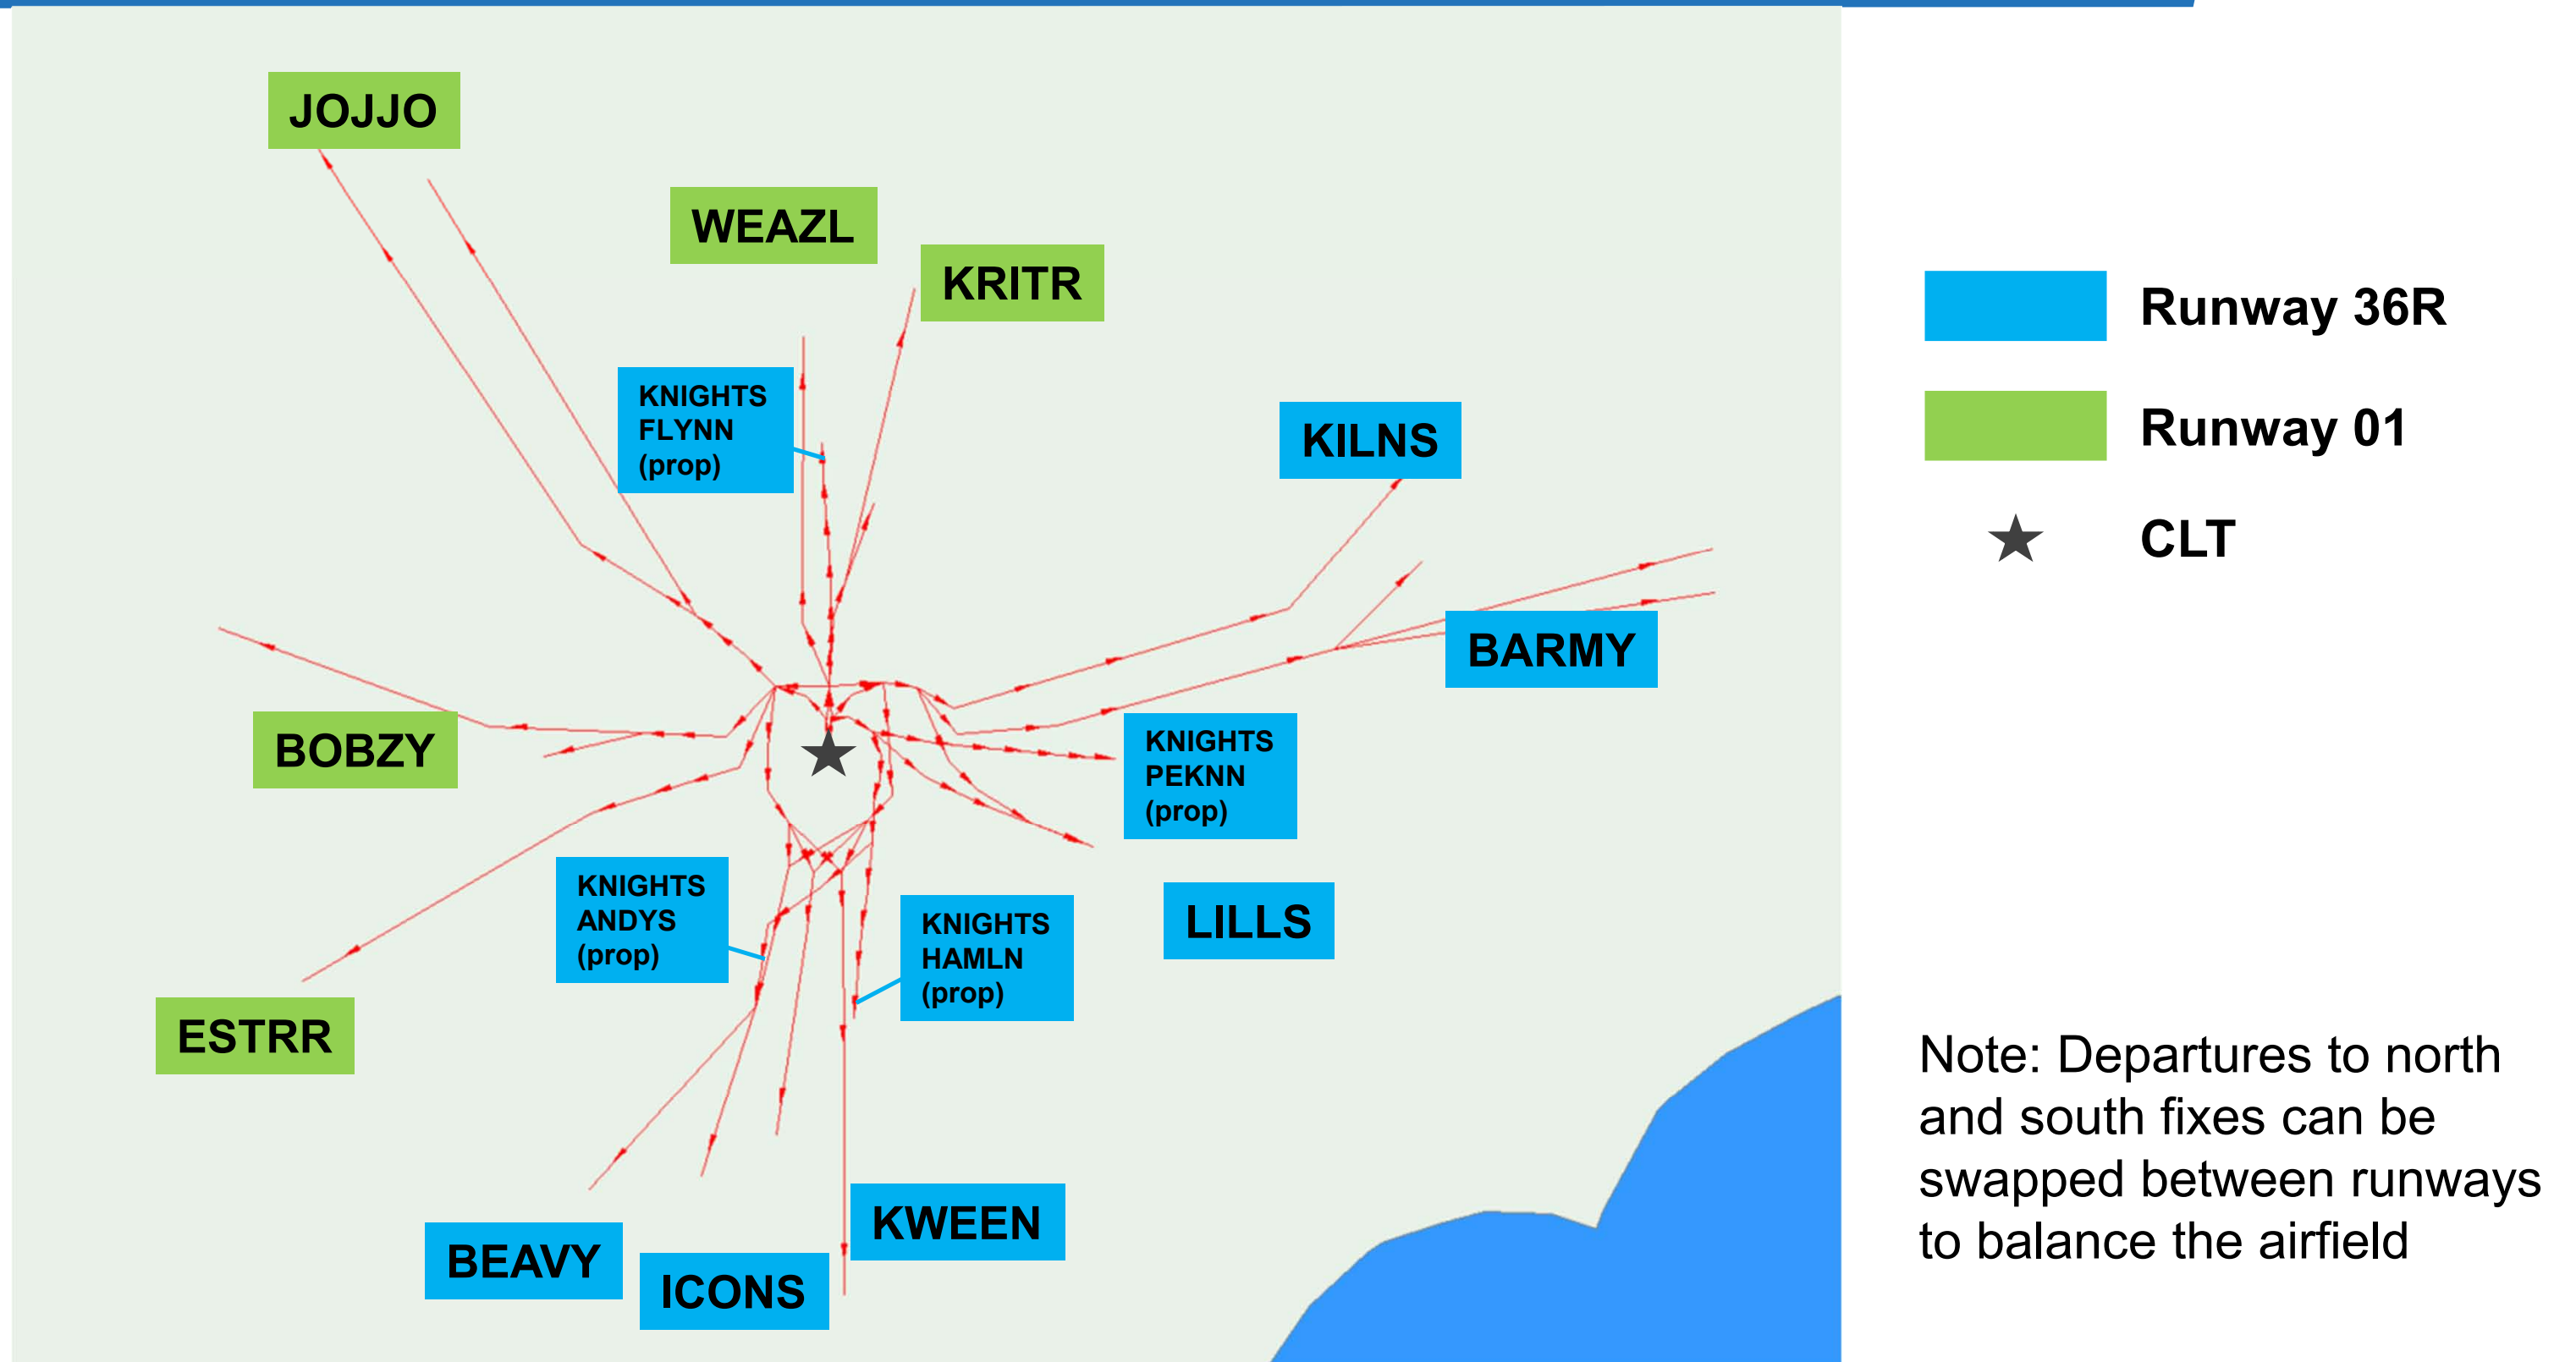 JOJJO
WEAZL
KRITR
KNIGHTS
FLYNN
(prop)
KILNS
BARMY
BOBZY
KNIGHTS
PEKNN
(prop)
KNIGHTS
ANDYS
(prop)
KNIGHTS
HAMLN
(prop)
LILLS
ESTRR
KWEEN
BEAVY
ICONS
Runway 36R
Runway 01
CLT
Note: Departures to north
and south fixes can be
swapped between runways
to balance the airfield